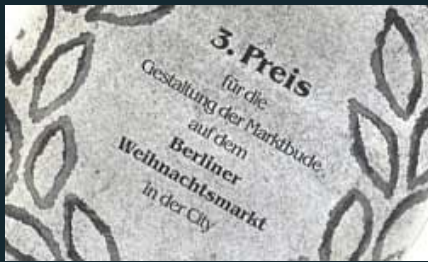 3. Preis
für die
Gestaltung der Marktbude
auf dem
Berliner
Weihnachtsmarkt
in der City